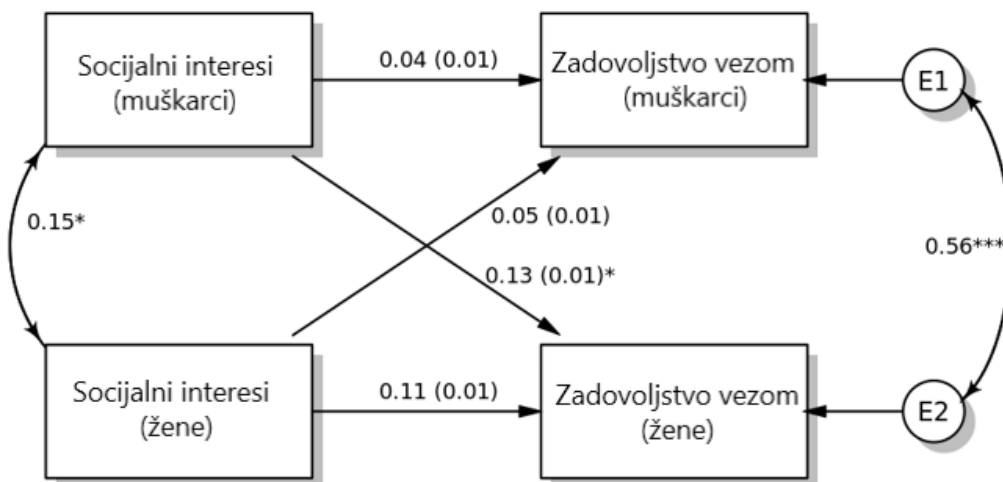 Socijalni interesi
(muškarci)
0.04 (0.01)
Zadovoljstvo vezom
(muškarci)
E1
0.15*
0.05 (0.01)
0.13 (0.01)*
0.56***
Socijalni interesi
(žene)
0.11 (0.01)
Zadovoljstvo vezom
(žene)
E2